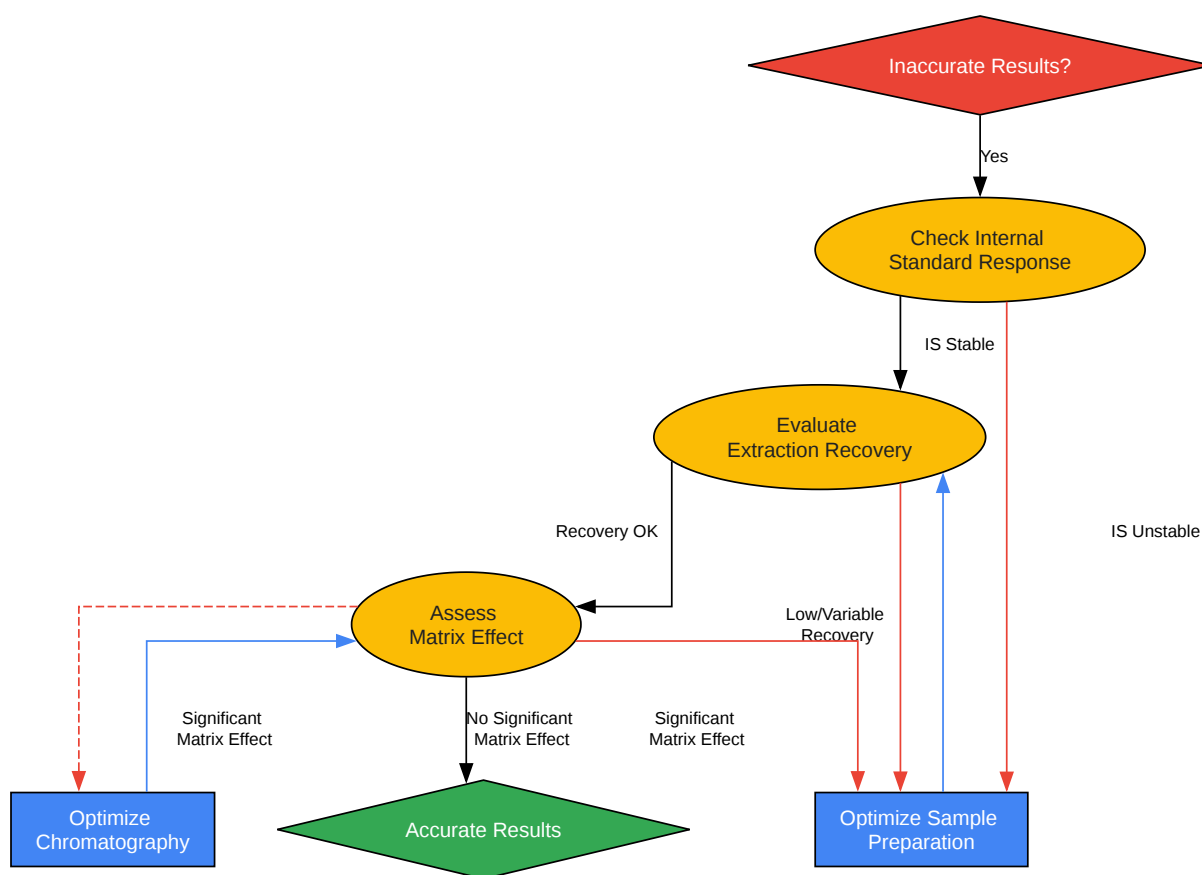 Inaccurate Results?
Yes
Check Internal
Standard Response
IS Stable
Evaluate
Extraction Recovery
Recovery OK
IS Unstable
Assess
Matrix Effect
Low/Variable
Recovery
Significant
Matrix Effect
No Significant
Matrix Effect
Significant
Matrix Effect
Optimize
Chromatography
Accurate Results
Optimize Sample
Preparation